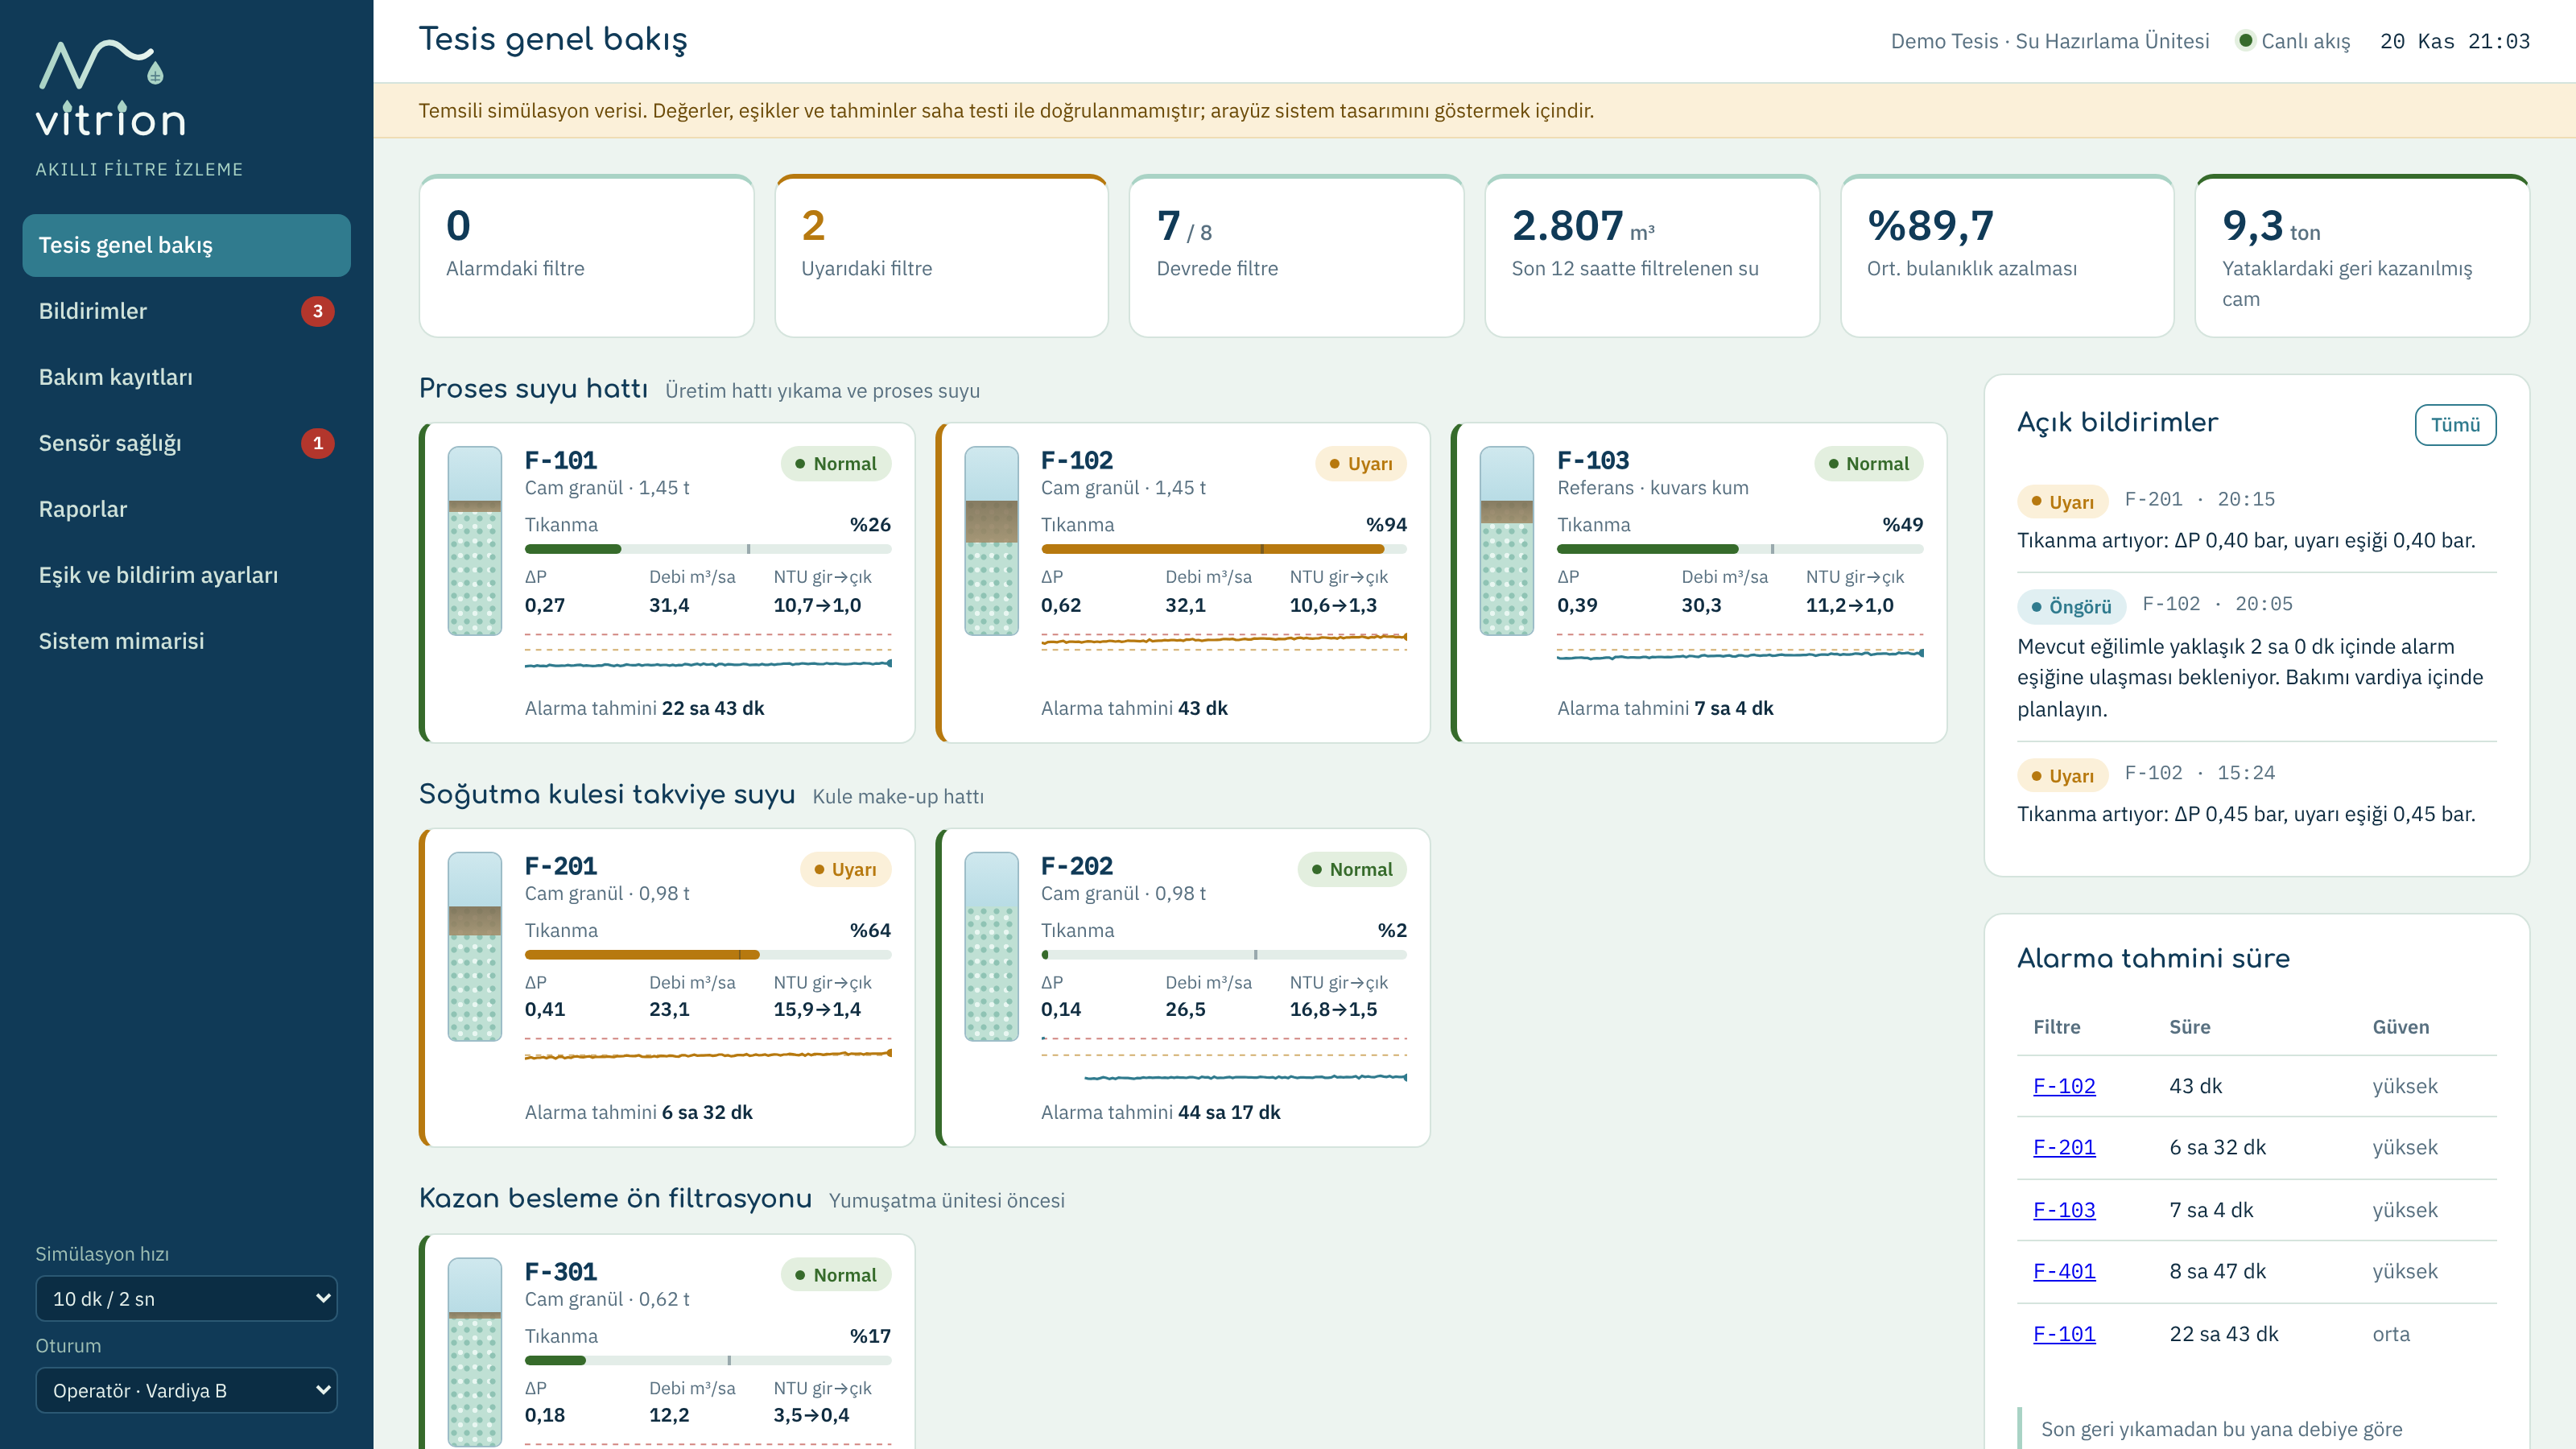 vitrion
AKILLI FİLTRE İZLEME
Tesis genel bakış
Bildirimler 3
Bakım kayıtları
Sensör sağlığı 1
Raporlar
Eşik ve bildirim ayarları
Sistem mimarisi
Simülasyon hızı
10 dk / 2 sn
Oturum
Operatör · Vardiya B
Tesis genel bakış
Demo Tesis · Su Hazırlama Ünitesi Canlı akış 20 Kas 21:03
Temsili simülasyon verisi. Değerler, eşikler ve tahminler saha testi ile doğrulanmamıştır; arayüz sistem tasarımını göstermek içindir.
0
Alarmdaki filtre
2
Uyarıdaki filtre
7 / 8
Devrede filtre
2.807 m³
Son 12 saatte filtrelenen su
%89,7
Ort. bulanıklık azalması
9,3 ton
Yataklardaki geri kazanılmış
cam
Proses suyu hattı Üretim hattı yıkama ve proses suyu
F-101 Normal
Cam granül · 1,45 t
Tıkanma %26
ΔP Debi m³/sa NTU gir→çık
0,27 31,4 10,7→1,0
Alarma tahmini 22 sa 43 dk
F-102 Uyarı
Cam granül · 1,45 t
Tıkanma %94
ΔP Debi m³/sa NTU gir→çık
0,62 32,1 10,6→1,3
Alarma tahmini 43 dk
F-103 Normal
Referans · kuvars kum
Tıkanma %49
ΔP Debi m³/sa NTU gir→çık
0,39 30,3 11,2→1,0
Alarma tahmini 7 sa 4 dk
Soğutma kulesi takviye suyu Kule make-up hattı
F-201 Uyarı
Cam granül · 0,98 t
Tıkanma %64
ΔP Debi m³/sa NTU gir→çık
0,41 23,1 15,9→1,4
Alarma tahmini 6 sa 32 dk
F-202 Normal
Cam granül · 0,98 t
Tıkanma %2
ΔP Debi m³/sa NTU gir→çık
0,14 26,5 16,8→1,5
Alarma tahmini 44 sa 17 dk
Kazan besleme ön filtrasyonu Yumuşatma ünitesi öncesi
F-301 Normal
Cam granül · 0,62 t
Tıkanma %17
ΔP Debi m³/sa NTU gir→çık
0,18 12,2 3,5→0,4
Açık bildirimler Tümü
Uyarı F-201 · 20:15
Tıkanma artıyor: ΔP 0,40 bar, uyarı eşiği 0,40 bar.
Öngörü F-102 · 20:05
Mevcut eğilimle yaklaşık 2 sa 0 dk içinde alarm
eşiğine ulaşması bekleniyor. Bakımı vardiya içinde
planlayın.
Uyarı F-102 · 15:24
Tıkanma artıyor: ΔP 0,45 bar, uyarı eşiği 0,45 bar.
Alarma tahmini süre
Filtre Süre Güven
F-102 43 dk yüksek
F-201 6 sa 32 dk yüksek
F-103 7 sa 4 dk yüksek
F-401 8 sa 47 dk yüksek
F-101 22 sa 43 dk orta
Son geri yıkamadan bu yana debiye göre